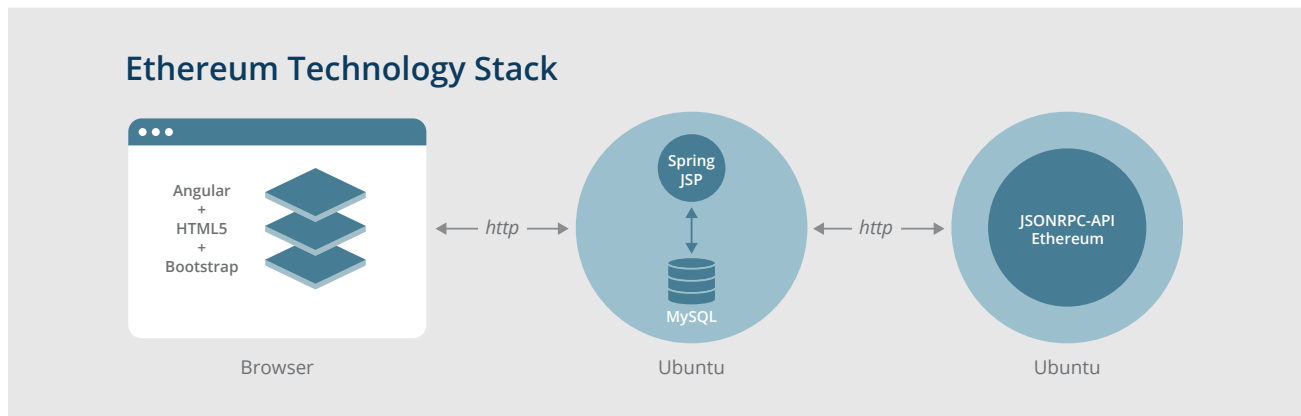 Ethereum Technology Stack
Angular
+
HTML5
+
Bootstrap
http
Spring
JSP
MySQL
http
JSONRPC-API
Ethereum
Browser
Ubuntu
Ubuntu